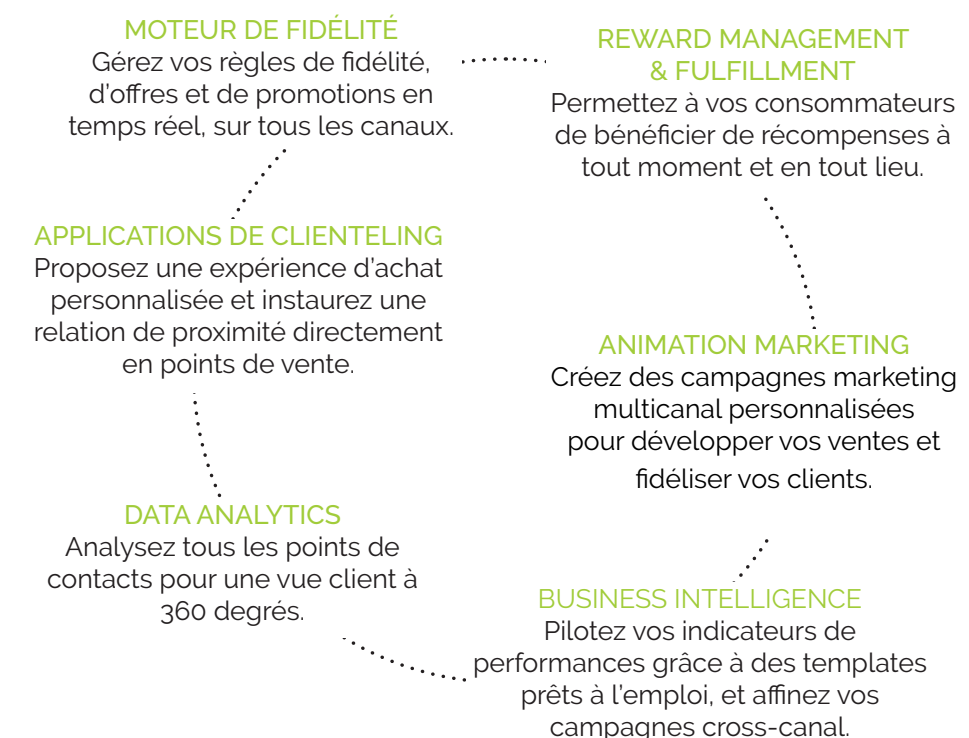 MOTEUR DE FIDÉLITÉ
Gérez vos règles de fidélité,
d’offres et de promotions en
temps réel, sur tous les canaux.
REWARD MANAGEMENT
& FULFILLMENT
Permettez à vos consommateurs
de bénéficier de récompenses à
tout moment et en tout lieu.
APPLICATIONS DE CLIENTELING
Proposez une expérience d’achat
personnalisée et instaurez une
relation de proximité directement
en points de vente.
ANIMATION MARKETING
Créez des campagnes marketing
multicanal personnalisées
pour développer vos ventes et
fidéliser vos clients.
DATA ANALYTICS
Analysez tous les points de
contacts pour une vue client à
360 degrés.
BUSINESS INTELLIGENCE
Pilotez vos indicateurs de
performances grâce à des templates
prêts à l’emploi, et affinez vos
campagnes cross-canal.